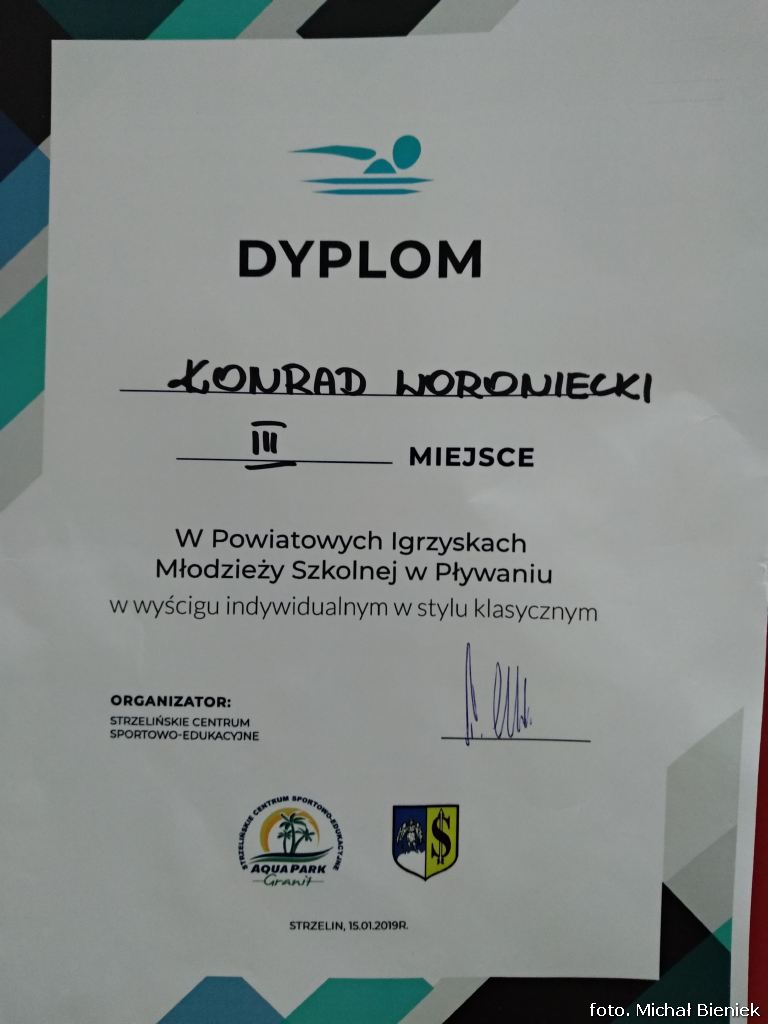 DYPLOM
KONRAD WORONIECKI
III MIEJSCE
W Powiatowych Igrzyskach
Młodzieży Szkolnej w Pływaniu
w wyścigu indywidualnym w stylu klasycznym
ORGANIZATOR:
STRZELIŃSKIE CENTRUM
SPORTOWO-EDUKACYJNE
STRZELIŃSKIE CENTRUM SPORTOWO-EDUKACYJNE
AQUA PARK
Granit
STRZELIN, 15.01.2019R.
foto. Michał Bieniek